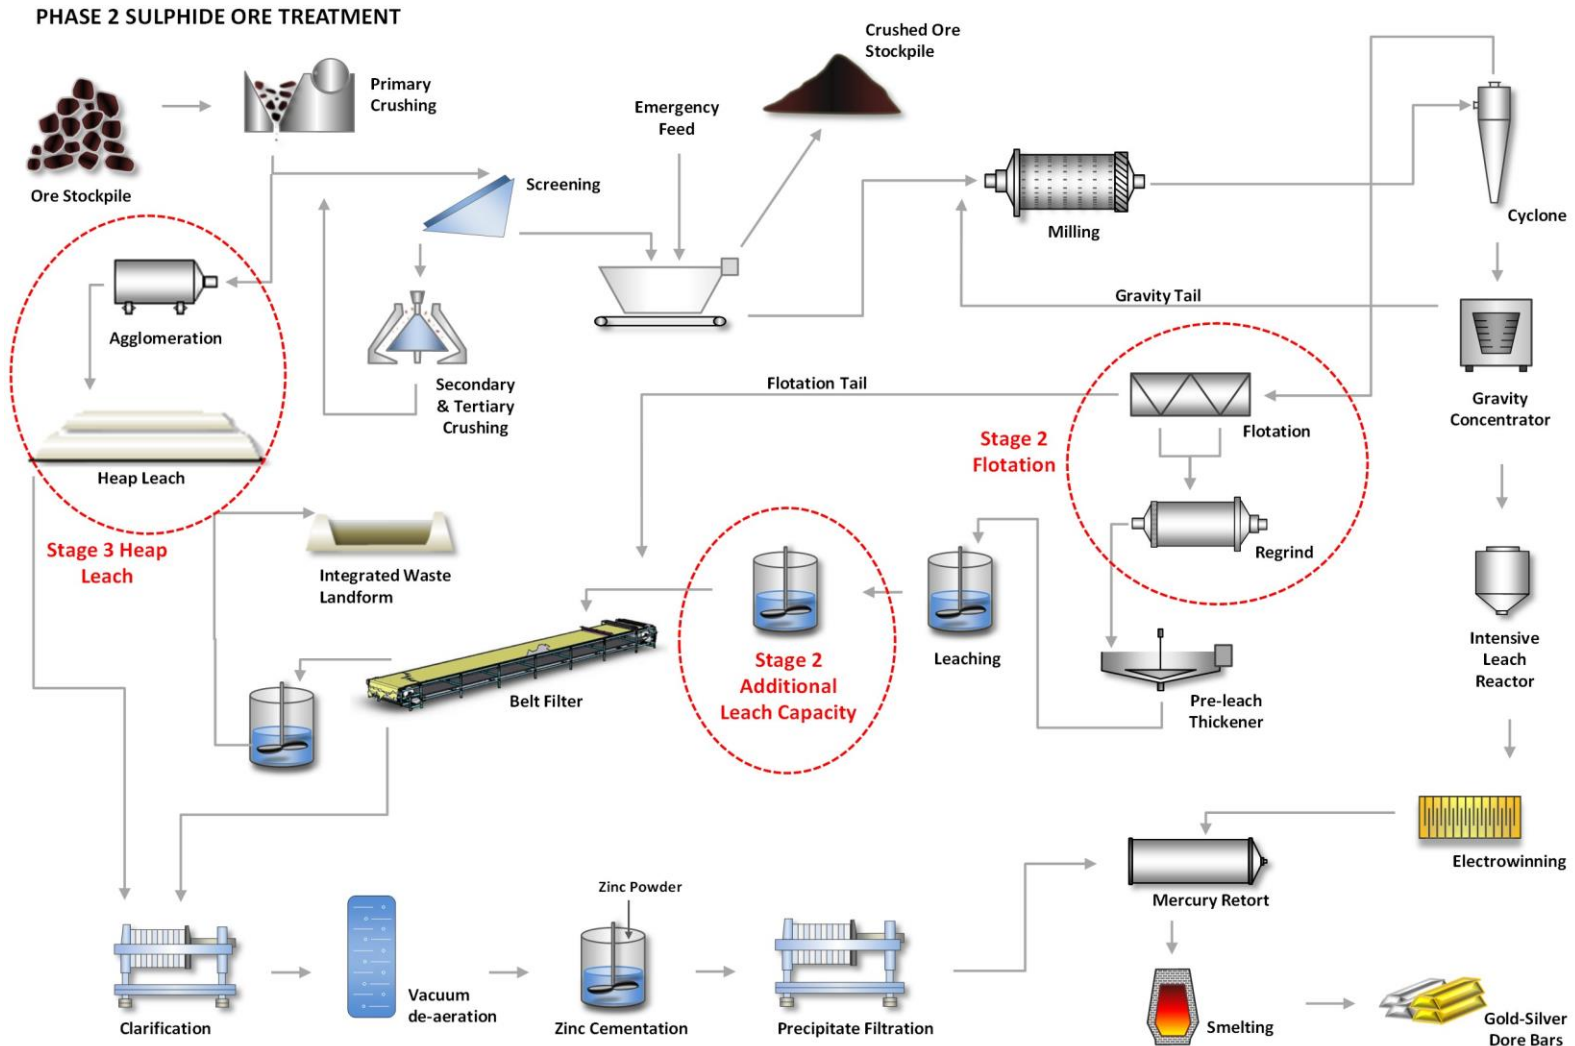 PHASE 2 SULPHIDE ORE TREATMENT
Crushed Ore
Stockpile
Primary
Crushing
Emergency
Feed
Ore Stockpile
Screening
Milling
Cyclone
Gravity Tail
Agglomeration
Secondary
& Tertiary
Crushing
Flotation Tail
Gravity
Concentrator
Flotation
Stage 2
Flotation
Heap Leach
Stage 3 Heap
Leach
Integrated Waste
Landform
Regrind
Leaching
Stage 2
Additional
Leach Capacity
Intensive
Leach
Reactor
Belt Filter
Pre-leach
Thickener
Electrowinning
Mercury Retort
Zinc Powder
Clarification
Vacuum
de-aeration
Zinc Cementation
Precipitate Filtration
Smelting
Gold-Silver
Dore Bars